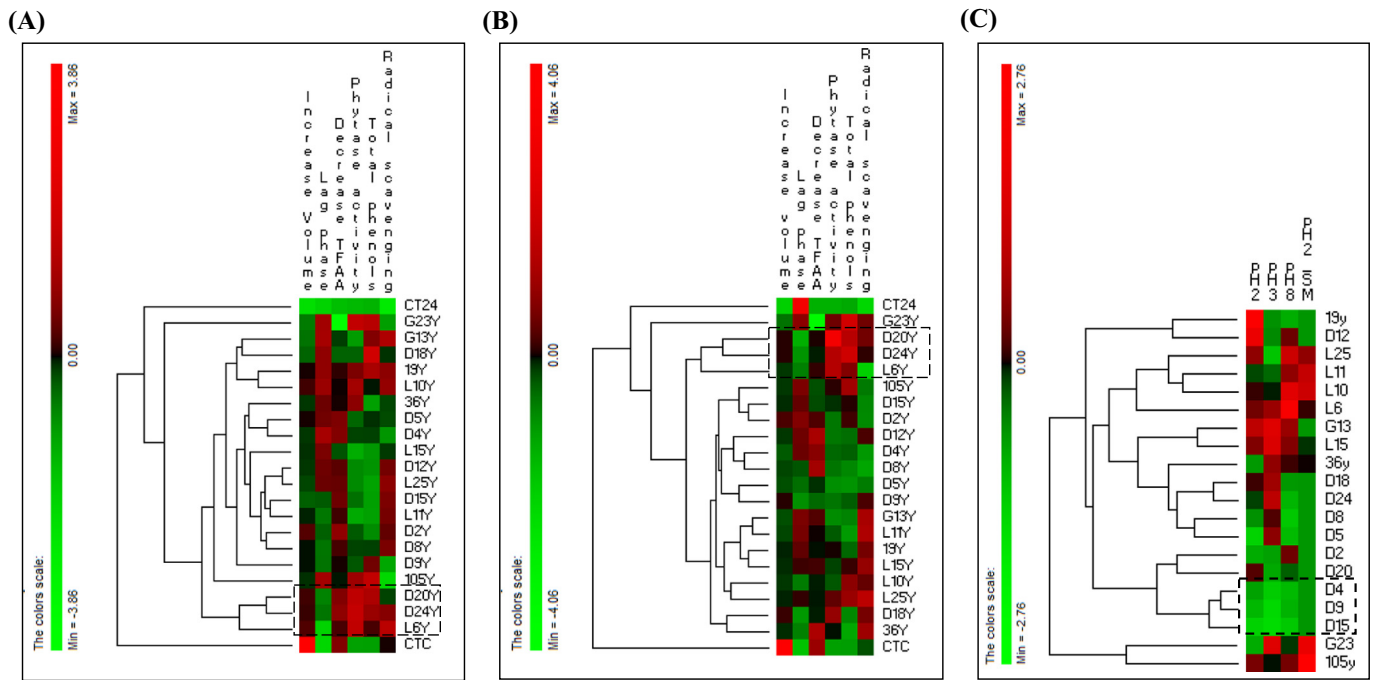 (A)
The colors scale:
Min = -3.86
0.00
Max = 3.86
Increase Volume
Lag phase
Decrease TFAA
Phytase activity
Total phenols
Radical scavenging
CT24
G23Y
G13Y
D18Y
19Y
L10Y
36Y
D5Y
D4Y
L15Y
D12Y
L25Y
D15Y
L11Y
D2Y
D8Y
D9Y
105Y
D20Y
D24Y
L6Y
CTC
(B)
The colors scale:
Min = -4.06
0.00
Max = 4.06
Increase volume
Lag phase
Decrease TFAA
Phytase activity
Total phenols
Radical scavenging
CT24
G23Y
D20Y
D24Y
L6Y
105Y
D15Y
D2Y
D12Y
D4Y
D8Y
D5Y
D9Y
G13Y
L11Y
19Y
L15Y
L10Y
L25Y
D18Y
36Y
CTC
(C)
The colors scale:
Min = -2.76
0.00
Max = 2.76
PH2
PH3
PH8
PH2_SM
19y
D12
L25
L11
L10
L6
G13
L15
36y
D18
D24
D8
D5
D2
D20
D4
D9
D15
G23
105y